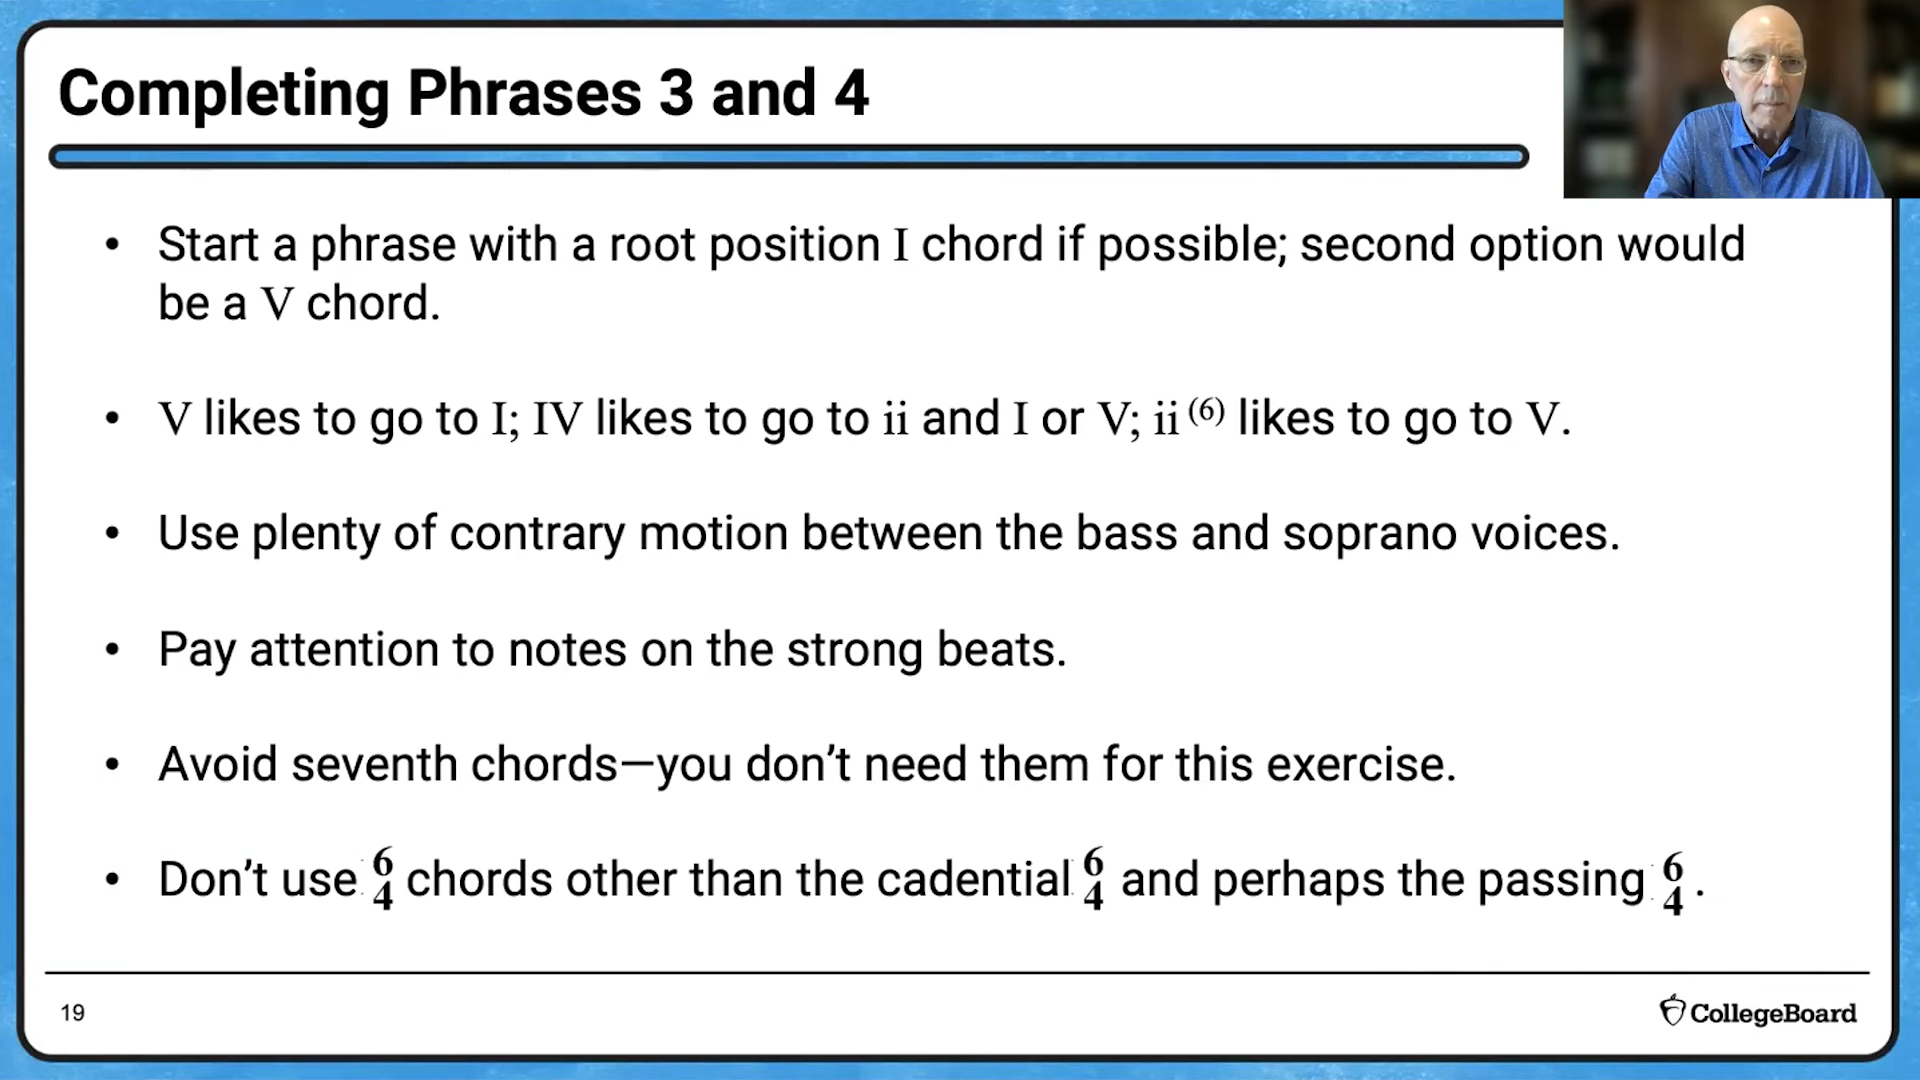 Completing Phrases 3 and 4
• Start a phrase with a root position I chord if possible; second option would
be a V chord.
• V likes to go to I; IV likes to go to ii and I or V; ii⁽⁶⁾ likes to go to V.
• Use plenty of contrary motion between the bass and soprano voices.
• Pay attention to notes on the strong beats.
• Avoid seventh chords—you don’t need them for this exercise.
• Don’t use 6/4 chords other than the cadential 6/4 and perhaps the passing 6/4.
19
CollegeBoard